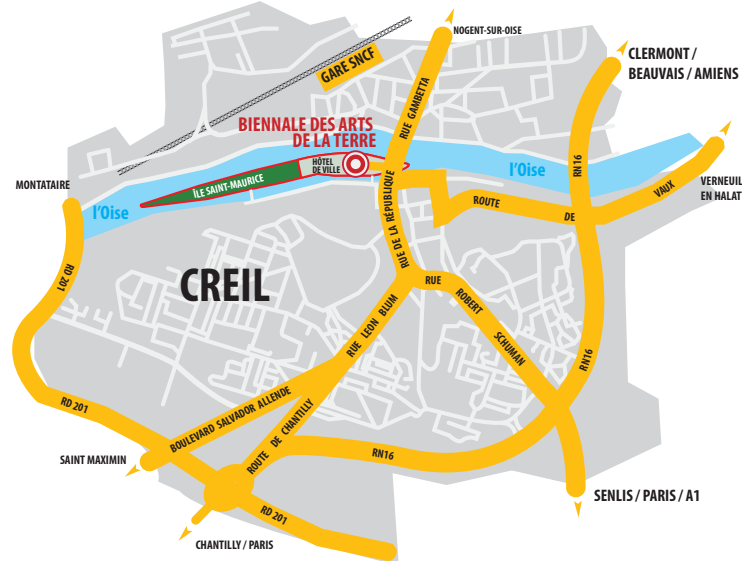 NOGENT-SUR-OISE
CLERMONT /
BEAUVAIS / AMIENS
GARE SNCF
RUE GAMBETTA
BIENNALE DES ARTS
DE LA TERRE
HÔTEL
DE VILLE
l'Oise
RN16
ÎLE SAINT-MAURICE
MONTATAIRE
l'Oise
ROUTE DE VAUX
VERNEUIL
EN HALAT
RUE DE LA RÉPUBLIQUE
RD 201
CREIL
RUE LEON BLUM
RUE ROBERT SCHUMAN
RN16
RD 201
BOULEVARD SALVADOR ALLENDE
ROUTE DE CHANTILLY
RN16
SAINT MAXIMIN
SENLIS / PARIS / A1
RD 201
CHANTILLY / PARIS